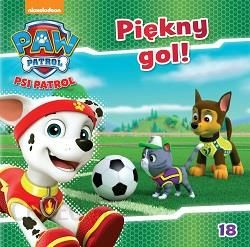 nickelodeon
PAW
PATROL
PSI PATROL
Piękny
gol!
18